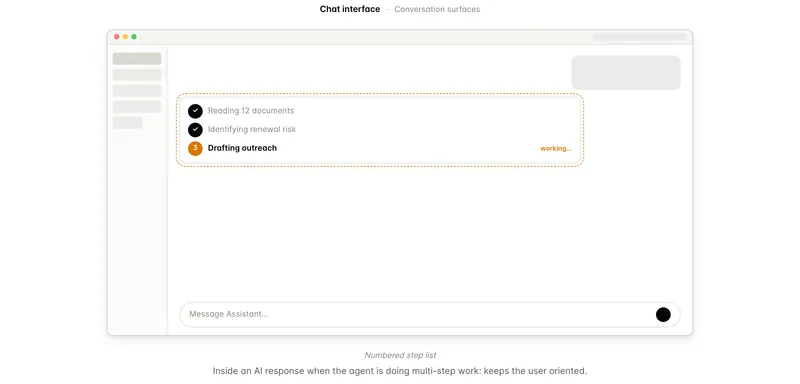 Chat interface · Conversation surfaces
Reading 12 documents
Identifying renewal risk
3 Drafting outreach working...
Message Assistant...
Numbered step list
Inside an AI response when the agent is doing multi-step work: keeps the user oriented.